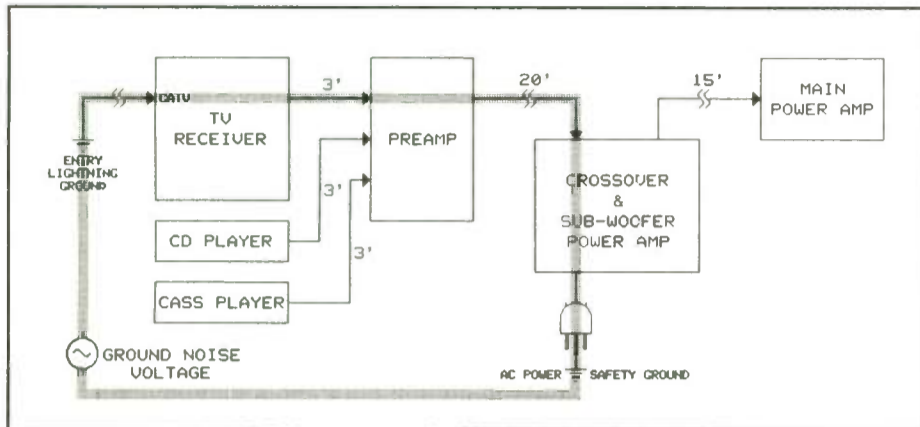 CATV
TV
RECEIVER
3'
PREAMP
20'
15'
MAIN
POWER AMP
ENTRY
LIGHTNING
GROUND
3'
CROSSOVER
&
SUB-WOOFER
POWER AMP
CD PLAYER
3'
CASS PLAYER
GROUND NOISE
VOLTAGE
AC POWER
SAFETY GROUND